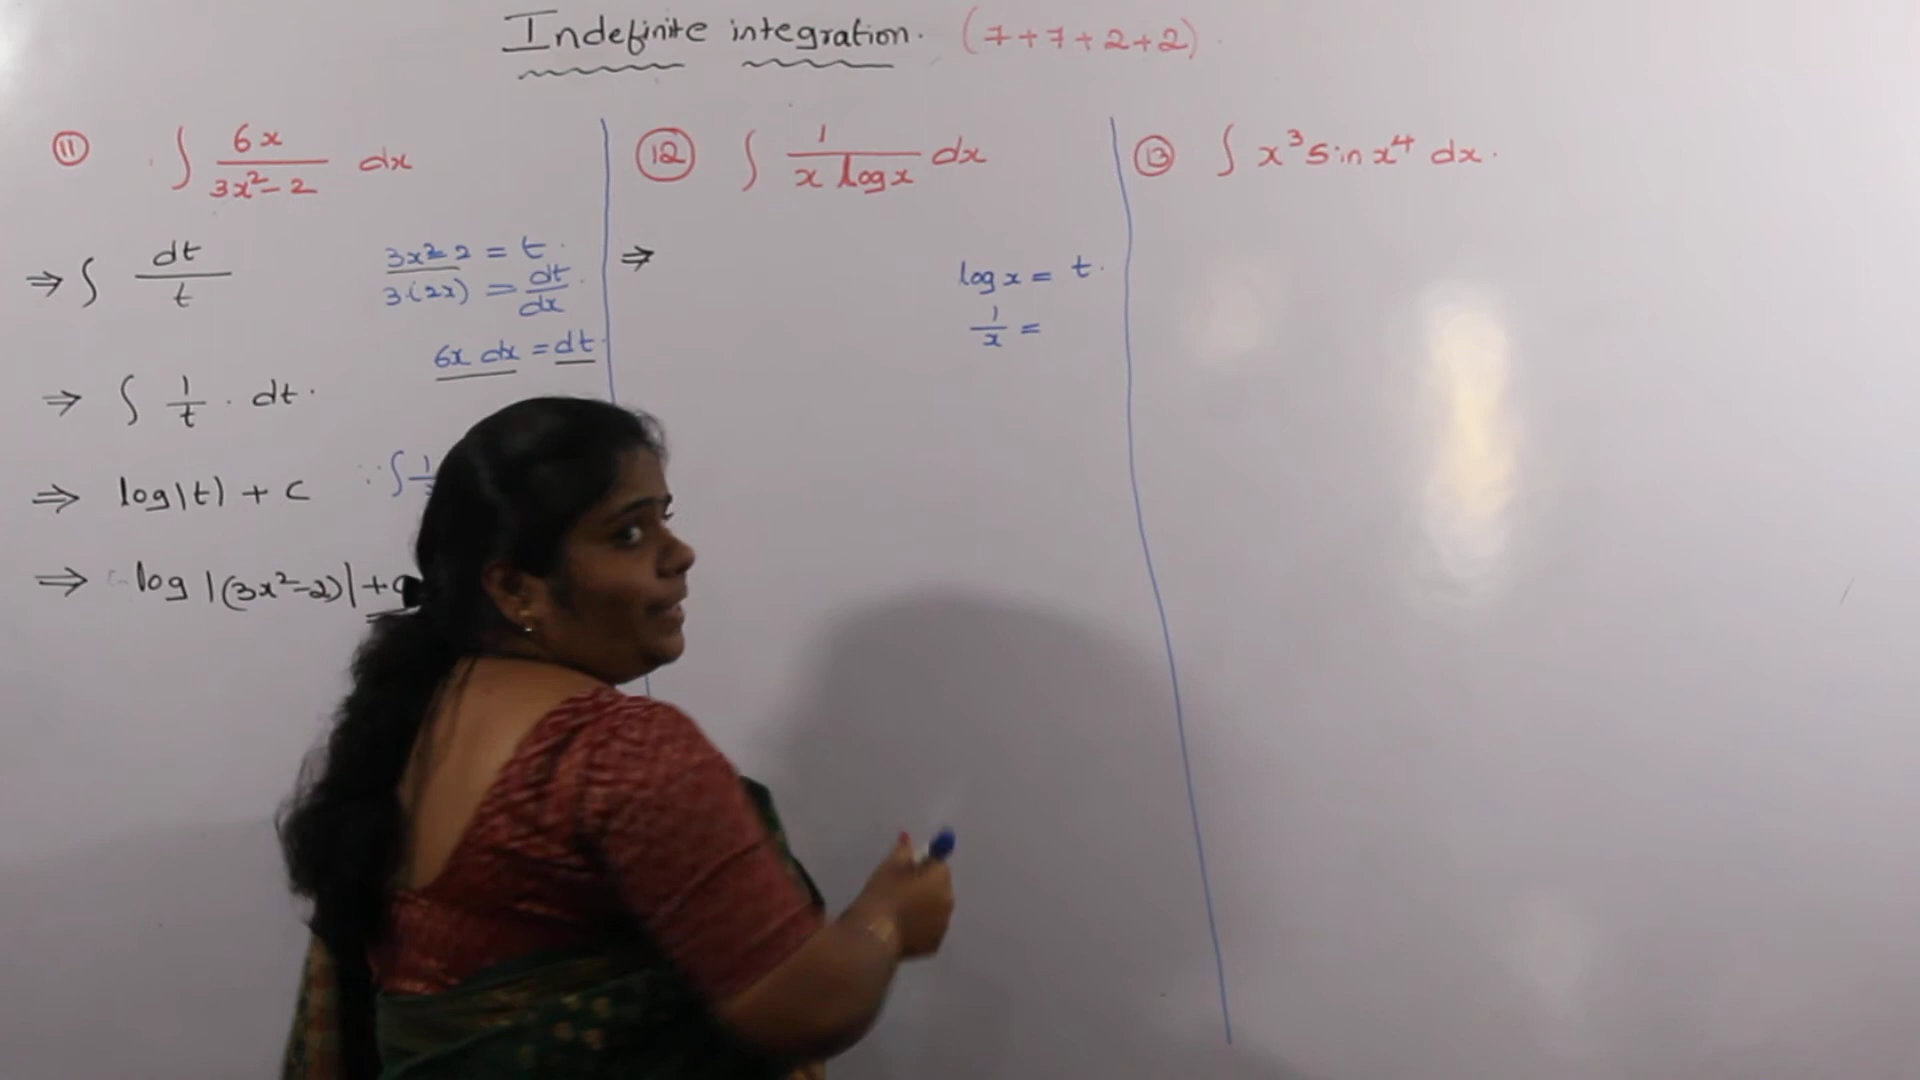 Indefinite integration. (7+7+2+2)
⑪ ∫ 6x / 3x²-2 dx
⇒ ∫ dt / t
3x²-2 = t.
3.(2x) = dt/dx.
6x dx = dt.
⇒ ∫ 1/t . dt.
⇒ log|t| + c
∵ ∫ 1
⇒ log |(3x²-2)| + c
⑫ ∫ 1 / x log x dx
⇒
log x = t.
1/x =
⑬ ∫ x³ sin x⁴ dx.